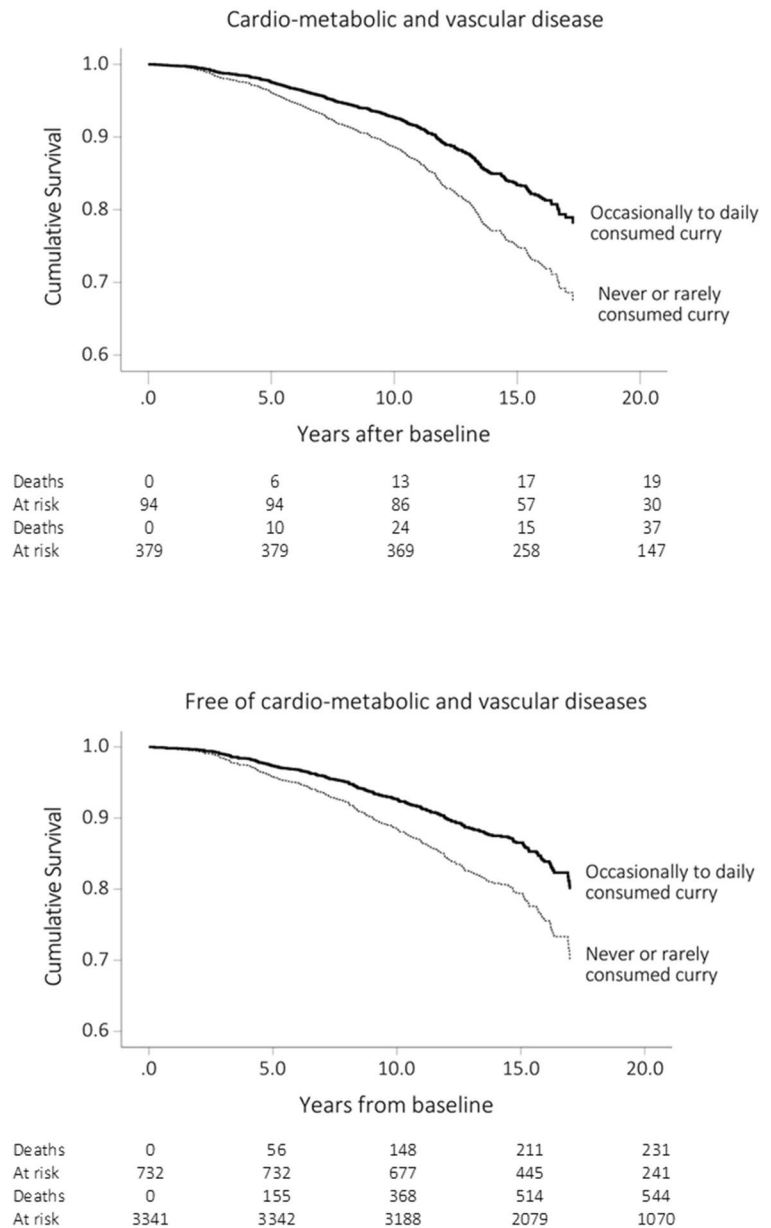 Cardio-metabolic and vascular disease
1.0
0.9
0.8
0.7
0.6
Cumulative Survival
Occasionally to daily
consumed curry
Never or rarely
consumed curry
.0 5.0 10.0 15.0 20.0
Years after baseline
Deaths 0 6 13 17 19
At risk 94 94 86 57 30
Deaths 0 10 24 15 37
At risk 379 379 369 258 147
Free of cardio-metabolic and vascular diseases
1.0
0.9
0.8
0.7
0.6
Cumulative Survival
Occasionally to daily
consumed curry
Never or rarely
consumed curry
.0 5.0 10.0 15.0 20.0
Years from baseline
Deaths 0 56 148 211 231
At risk 732 732 677 445 241
Deaths 0 155 368 514 544
At risk 3341 3342 3188 2079 1070